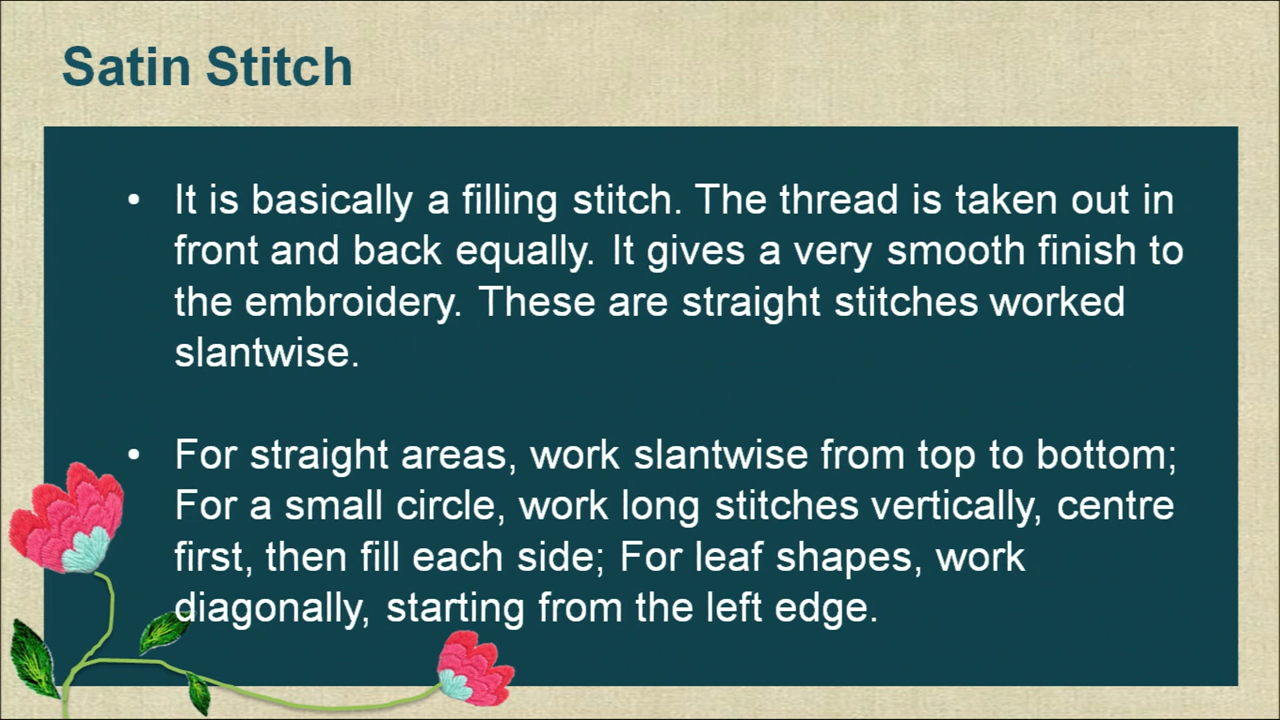 Satin Stitch
• It is basically a filling stitch. The thread is taken out in
front and back equally. It gives a very smooth finish to
the embroidery. These are straight stitches worked
slantwise.
• For straight areas, work slantwise from top to bottom;
For a small circle, work long stitches vertically, centre
first, then fill each side; For leaf shapes, work
diagonally, starting from the left edge.